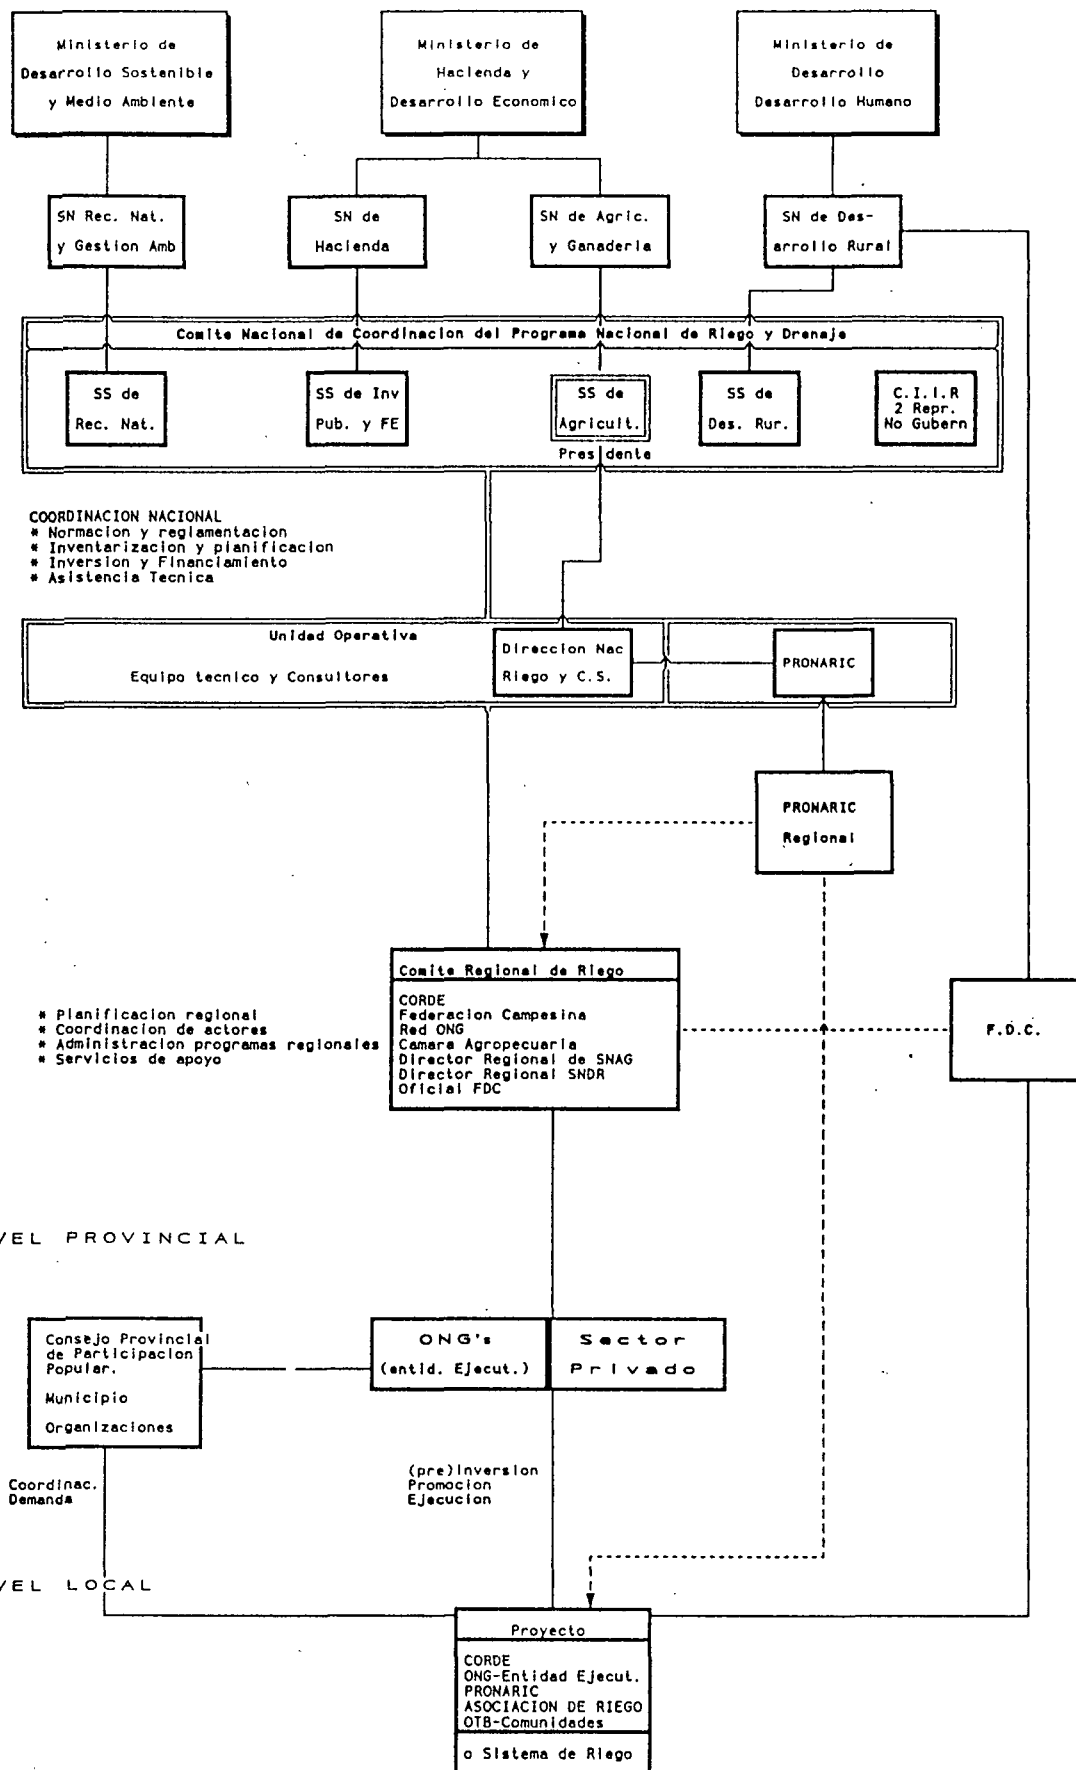 Ministerio de
Desarrollo Sostenible
y Medio Ambiente
Ministerio de
Hacienda y
Desarrollo Economico
Ministerio de
Desarrollo
Desarrollo Humano
SN Rec. Nat.
y Gestion Amb
SN de
Hacienda
SN de Agric.
y Ganaderia
SN de Des-
arrollo Rural
Comite Nacional de Coordinacion del Programa Nacional de Riego y Drenaje
SS de
Rec. Nat.
SS de Inv
Pub. y FE
SS de
Agricult.
Presidente
SS de
Des. Rur.
C.I.I.R
2 Repr.
No Gubern
COORDINACION NACIONAL
* Normacion y reglamentacion
* Inventarizacion y planificacion
* Inversion y Financiamiento
* Asistencia Tecnica
Unidad Operativa
Equipo tecnico y Consultores
Direccion Nac
Riego y C.S.
PRONARIC
PRONARIC
Regional
Comite Regional de Riego
CORDE
Federacion Campesina
Red ONG
Camara Agropecuaria
Director Regional de SNAG
Director Regional SNDR
Oficial FDC
* Planificacion regional
* Coordinacion de actores
* Administracion programas regionales
* Servicios de apoyo
F.D.C.
VEL PROVINCIAL
Consejo Provincial
de Participacion
Popular.
Municipio
Organizaciones
ONG's
(entid. Ejecut.)
Sector
Privado
Coordinac.
Demanda
(pre)Inversion
Promocion
Ejecucion
VEL LOCAL
Proyecto
CORDE
ONG-Entidad Ejecut.
PRONARIC
ASOCIACION DE RIEGO
OTB-Comunidades
o Sistema de Riego